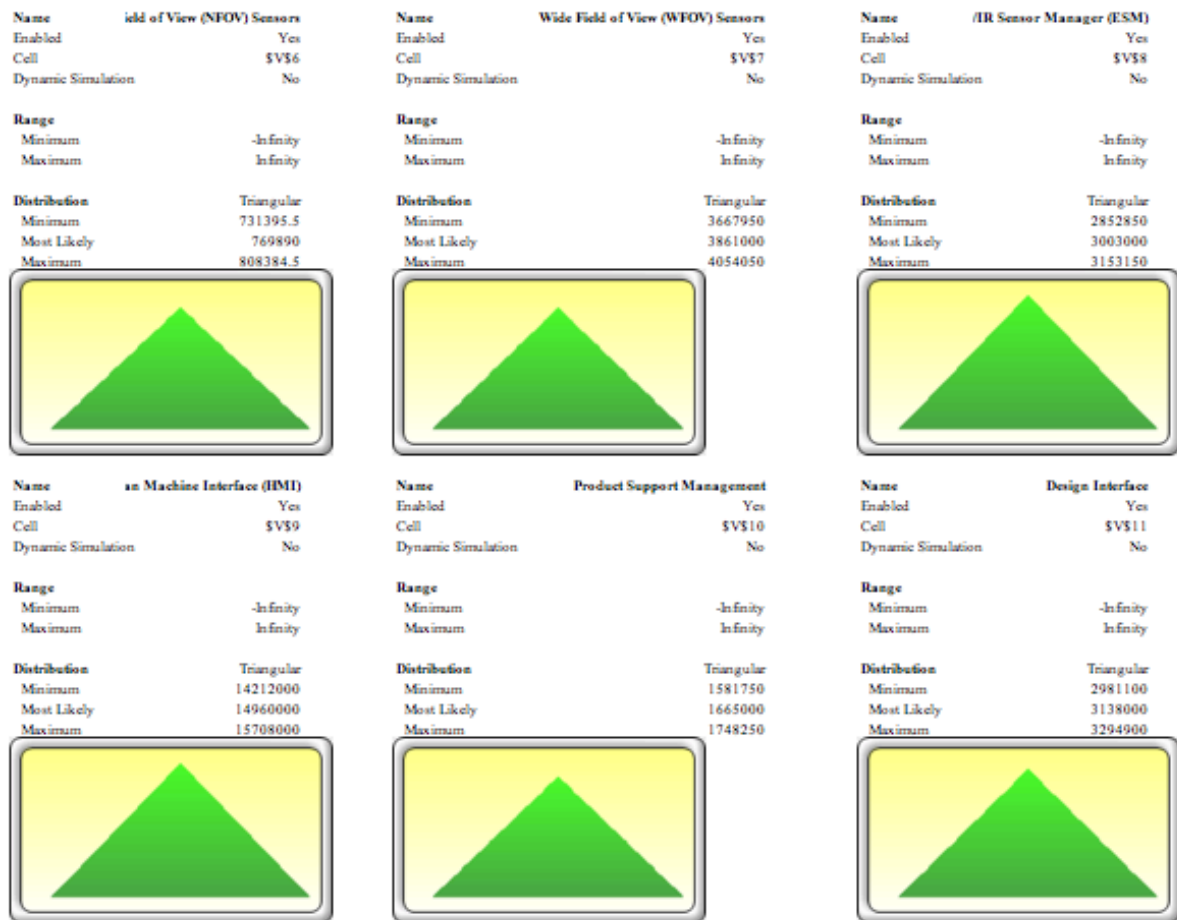 Name ield of View (NFOV) Sensors
Enabled Yes
Cell $V$6
Dynamic Simulation No
Range
Minimum -Infinity
Maximum Infinity
Distribution Triangular
Minimum 731395.5
Most Likely 769890
Maximum 808384.5
Name Wide Field of View (WFOV) Sensors
Enabled Yes
Cell $V$7
Dynamic Simulation No
Range
Minimum -Infinity
Maximum Infinity
Distribution Triangular
Minimum 3667950
Most Likely 3861000
Maximum 4054050
Name /IR Sensor Manager (ESM)
Enabled Yes
Cell $V$8
Dynamic Simulation No
Range
Minimum -Infinity
Maximum Infinity
Distribution Triangular
Minimum 2852850
Most Likely 3003000
Maximum 3153150
Name an Machine Interface (HMI)
Enabled Yes
Cell $V$9
Dynamic Simulation No
Range
Minimum -Infinity
Maximum Infinity
Distribution Triangular
Minimum 14212000
Most Likely 14960000
Maximum 15708000
Name Product Support Management
Enabled Yes
Cell $V$10
Dynamic Simulation No
Range
Minimum -Infinity
Maximum Infinity
Distribution Triangular
Minimum 1581750
Most Likely 1665000
Maximum 1748250
Name Design Interface
Enabled Yes
Cell $V$11
Dynamic Simulation No
Range
Minimum -Infinity
Maximum Infinity
Distribution Triangular
Minimum 2981100
Most Likely 3138000
Maximum 3294900